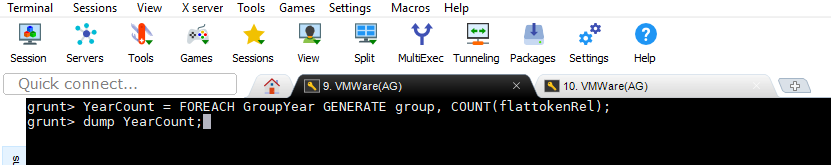 Terminal Sessions View X server Tools Games Settings Macros Help
Session Servers Tools Games Sessions View Split MultiExec Tunneling Packages Settings Help
Quick connect... 9. VMWare(AG) 10. VMWare(AG)
grunt> YearCount = FOREACH GroupYear GENERATE group, COUNT(flattokenRel);
grunt> dump YearCount;